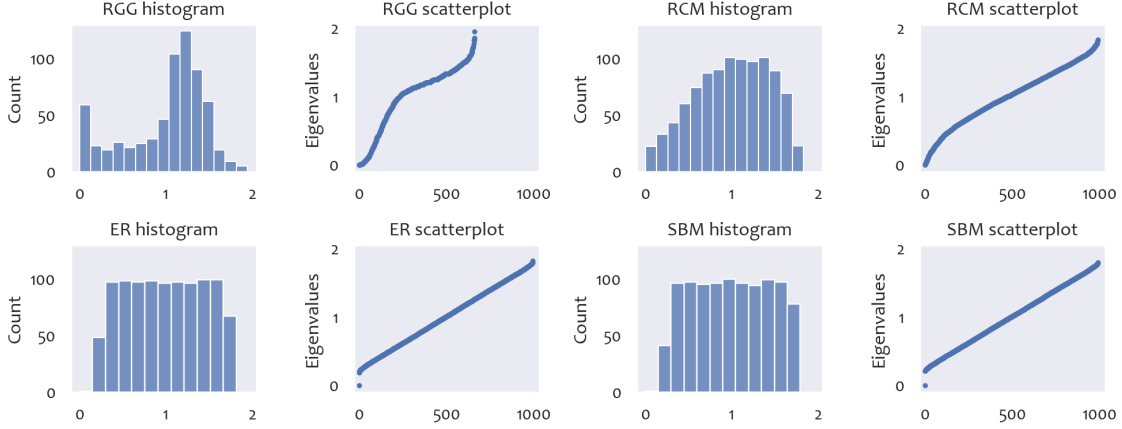 RGG histogram
RGG scatterplot
RCM histogram
RCM scatterplot
Count
100
50
0
0 1 2
Eigenvalues
2
1
0
0 500 1000
Count
100
50
0
0 1 2
Eigenvalues
2
1
0
0 500 1000
ER histogram
ER scatterplot
SBM histogram
SBM scatterplot
Count
100
50
0
0 1 2
Eigenvalues
2
1
0
0 500 1000
Count
100
50
0
0 1 2
Eigenvalues
2
1
0
0 500 1000